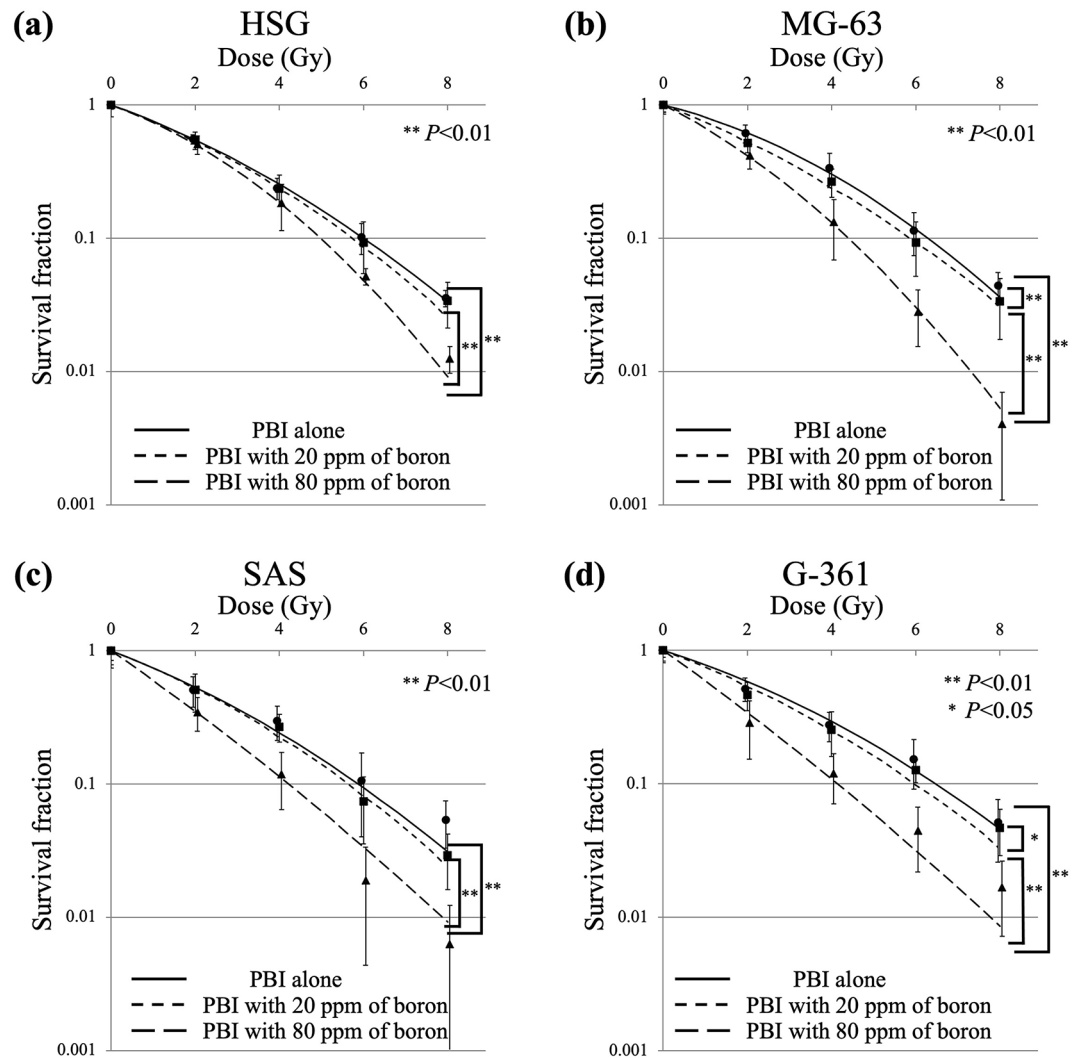 (a) HSG
Dose (Gy)
0 2 4 6 8
1
** P<0.01
0.1
Survival fraction
0.01
**
**
PBI alone
PBI with 20 ppm of boron
PBI with 80 ppm of boron
0.001
(b) MG-63
Dose (Gy)
0 2 4 6 8
1
** P<0.01
0.1
Survival fraction
0.01
**
**
**
PBI alone
PBI with 20 ppm of boron
PBI with 80 ppm of boron
0.001
(c) SAS
Dose (Gy)
0 2 4 6 8
1
** P<0.01
0.1
Survival fraction
0.01
**
**
PBI alone
PBI with 20 ppm of boron
PBI with 80 ppm of boron
0.001
(d) G-361
Dose (Gy)
0 2 4 6 8
1
** P<0.01
* P<0.05
0.1
Survival fraction
0.01
*
**
**
PBI alone
PBI with 20 ppm of boron
PBI with 80 ppm of boron
0.001